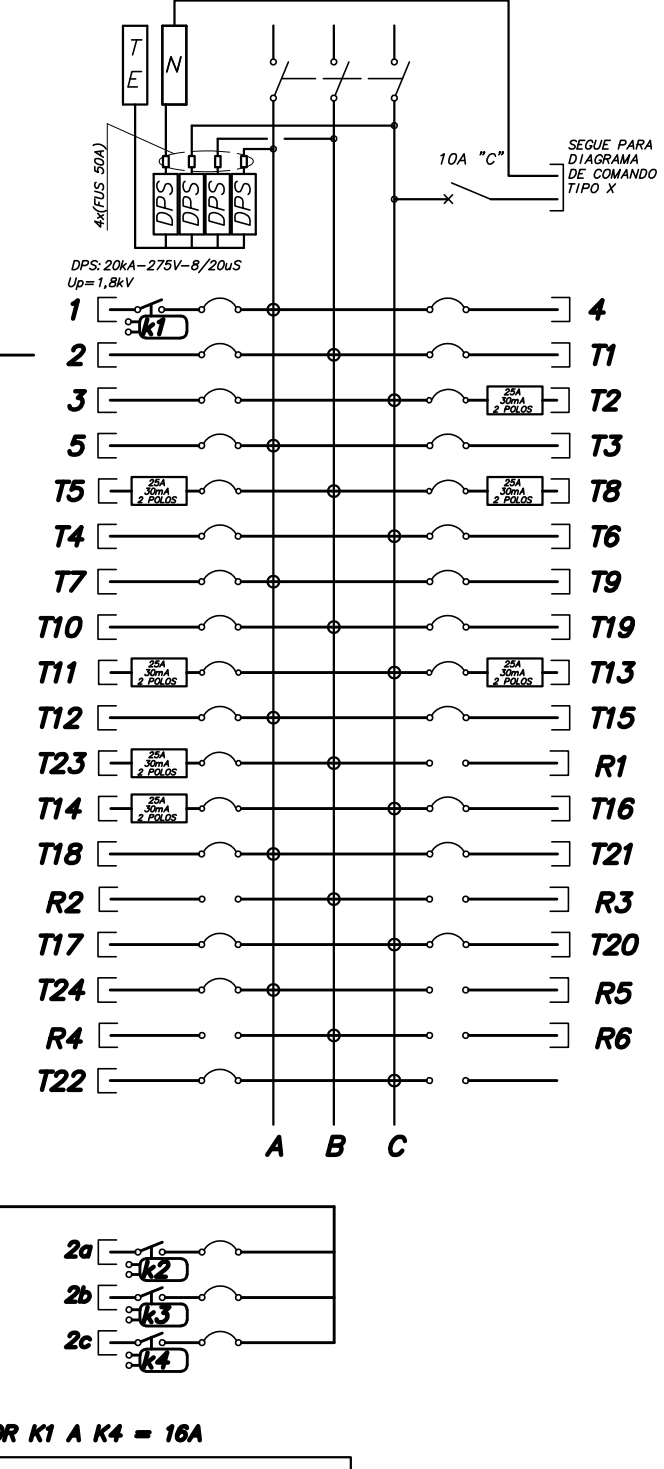 T
E
N
4x(FUS 50A)
DPS
DPS
DPS
DPS
10A "C"
SEGUE PARA
DIAGRAMA
DE COMANDO
TIPO X
DPS: 20kA-275V-8/20uS
Up=1,8kV
1
k1
4
2
T1
3
25A
30mA
2 POLOS
T2
5
T3
T5
25A
30mA
2 POLOS
25A
30mA
2 POLOS
T8
T4
T6
T7
T9
T10
T19
T11
25A
30mA
2 POLOS
25A
30mA
2 POLOS
T13
T12
T15
T23
25A
30mA
2 POLOS
R1
T14
25A
30mA
2 POLOS
T16
T18
T21
R2
R3
T17
T20
T24
R5
R4
R6
T22
A B C
2a
k2
2b
k3
2c
k4
OR K1 A K4 = 16A